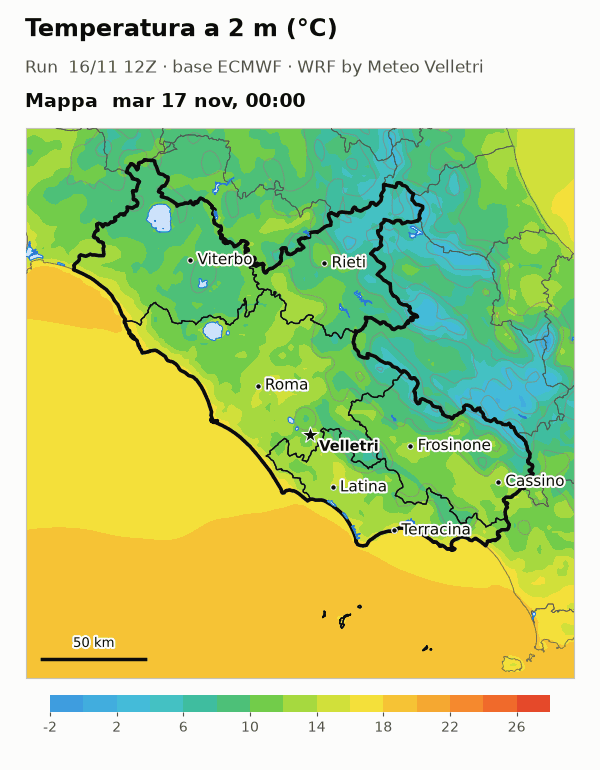 Temperatura a 2 m (°C)
Run  16/11 12Z · base ECMWF · WRF by Meteo Velletri
Mappa  mar 17 nov, 00:00
Viterbo
Rieti
Roma
Velletri
Frosinone
Cassino
Latina
Terracina
50 km
-2 2 6 10 14 18 22 26